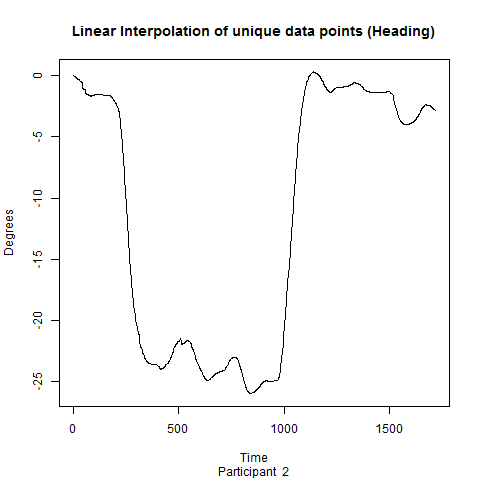 Linear Interpolation of unique data points (Heading)
0
-5
-10
-15
-20
-25
Degrees
0 500 1000 1500
Time
Participant 2